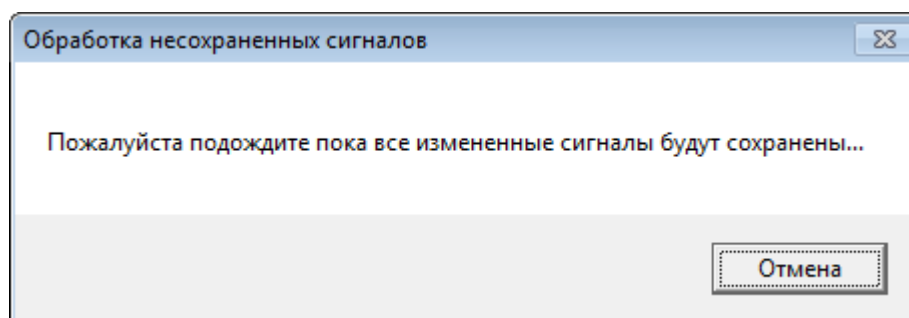 Обработка несохраненных сигналов
Пожалуйста подождите пока все измененные сигналы будут сохранены...
Отмена